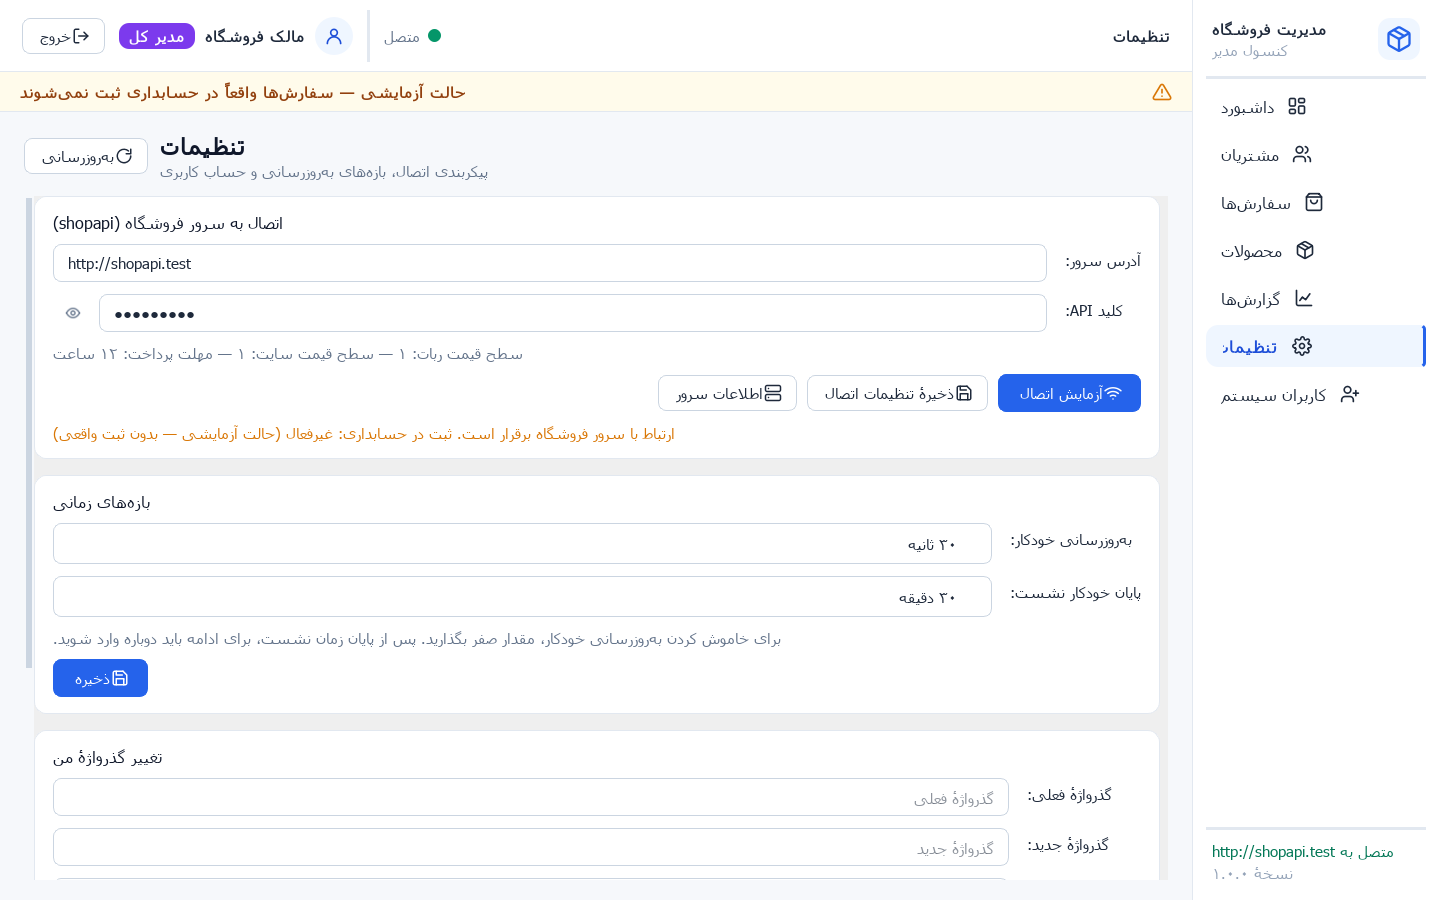 مدیریت فروشگاه
کنسول مدیر
داشبورد
مشتریان
سفارش‌ها
محصولات
گزارش‌ها
تنظیمات
کاربران سیستم
متصل به http://shopapi.test
نسخهٔ ۱.۰.۰
تنظیمات
متصل
مالک فروشگاه
مدیر کل
خروج
حالت آزمایشی — سفارش‌ها واقعاً در حسابداری ثبت نمی‌شوند
تنظیمات
پیکربندی اتصال، بازه‌های به‌روزرسانی و حساب کاربری
به‌روزرسانی
اتصال به سرور فروشگاه (shopapi)
آدرس سرور:
http://shopapi.test
کلید API:
●●●●●●●●●
سطح قیمت ربات: ۱ — سطح قیمت سایت: ۱ — مهلت پرداخت: ۱۲ ساعت
آزمایش اتصال
ذخیرهٔ تنظیمات اتصال
اطلاعات سرور
ارتباط با سرور فروشگاه برقرار است. ثبت در حسابداری: غیرفعال (حالت آزمایشی — بدون ثبت واقعی)
بازه‌های زمانی
به‌روزرسانی خودکار:
۳۰ ثانیه
پایان خودکار نشست:
۳۰ دقیقه
برای خاموش کردن به‌روزرسانی خودکار، مقدار صفر بگذارید. پس از پایان زمان نشست، برای ادامه باید دوباره وارد شوید.
ذخیره
تغییر گذرواژهٔ من
گذرواژهٔ فعلی:
گذرواژهٔ فعلی
گذرواژهٔ جدید:
گذرواژهٔ جدید